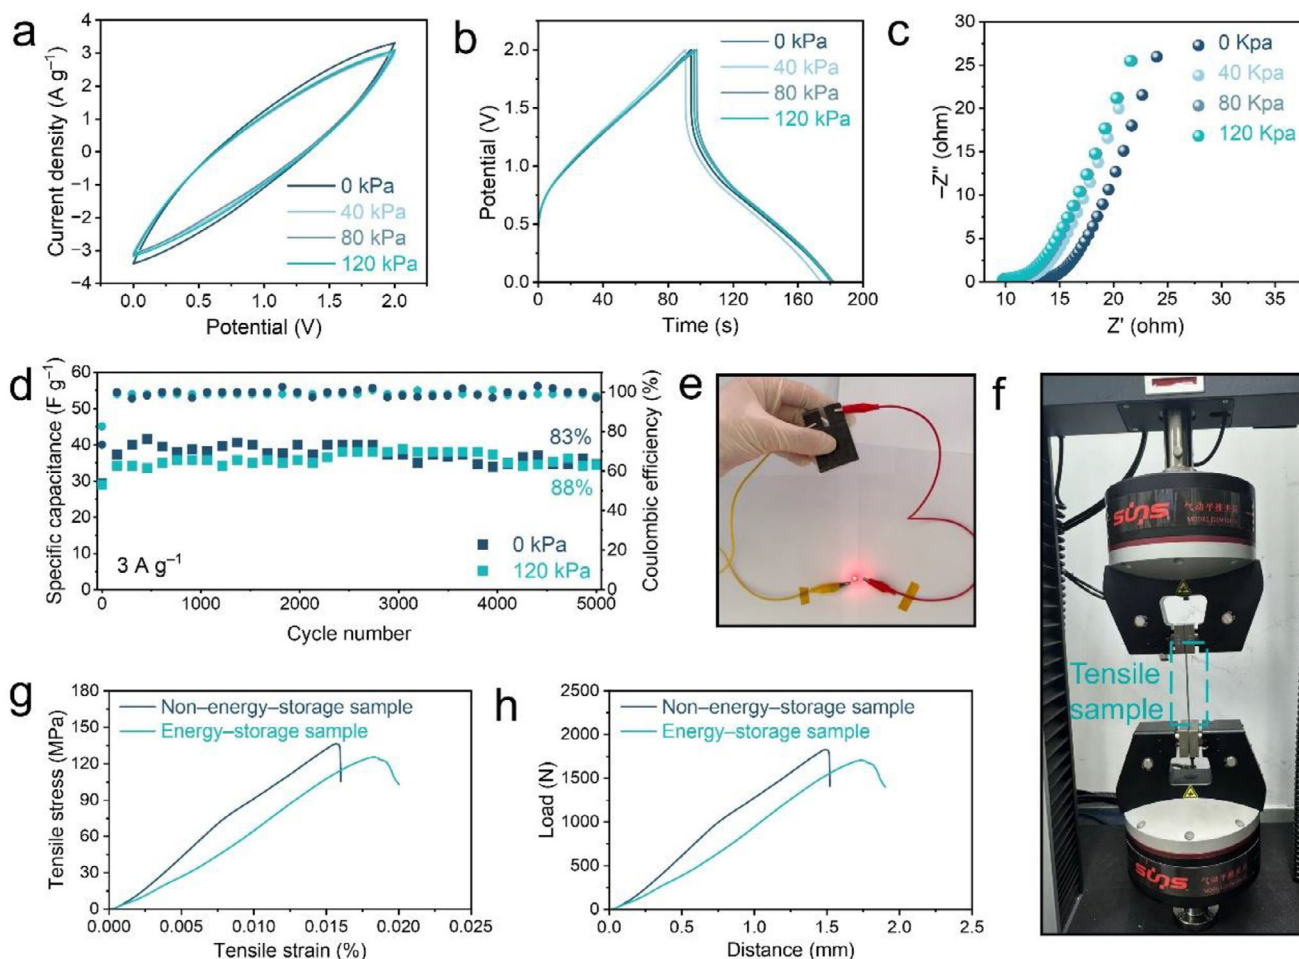 a
Current density (A g⁻¹)
4
3
2
1
0
−1
−2
−3
−4
0 kPa
40 kPa
80 kPa
120 kPa
0.0 0.5 1.0 1.5 2.0
Potential (V)
b
Potential (V)
2.0
1.5
1.0
0.5
0.0
0 kPa
40 kPa
80 kPa
120 kPa
0 40 80 120 160 200
Time (s)
c
−Z″ (ohm)
30
25
20
15
10
5
0
0 Kpa
40 Kpa
80 Kpa
120 Kpa
10 15 20 25 30 35
Z' (ohm)
d
Specific capacitance (F g⁻¹)
60
50
40
30
20
10
0
83%
88%
3 A g⁻¹
0 kPa
120 kPa
100
80
60
40
20
0
Coulombic efficiency (%)
0 1000 2000 3000 4000 5000
Cycle number
e
f
suns
气动平推夹具
Tensile
sample
suns
g
Tensile stress (MPa)
180
150
120
90
60
30
0
Non−energy−storage sample
Energy−storage sample
0.000 0.005 0.010 0.015 0.020 0.025
Tensile strain (%)
h
Load (N)
2500
2000
1500
1000
500
0
Non−energy−storage sample
Energy−storage sample
0.0 0.5 1.0 1.5 2.0 2.5
Distance (mm)